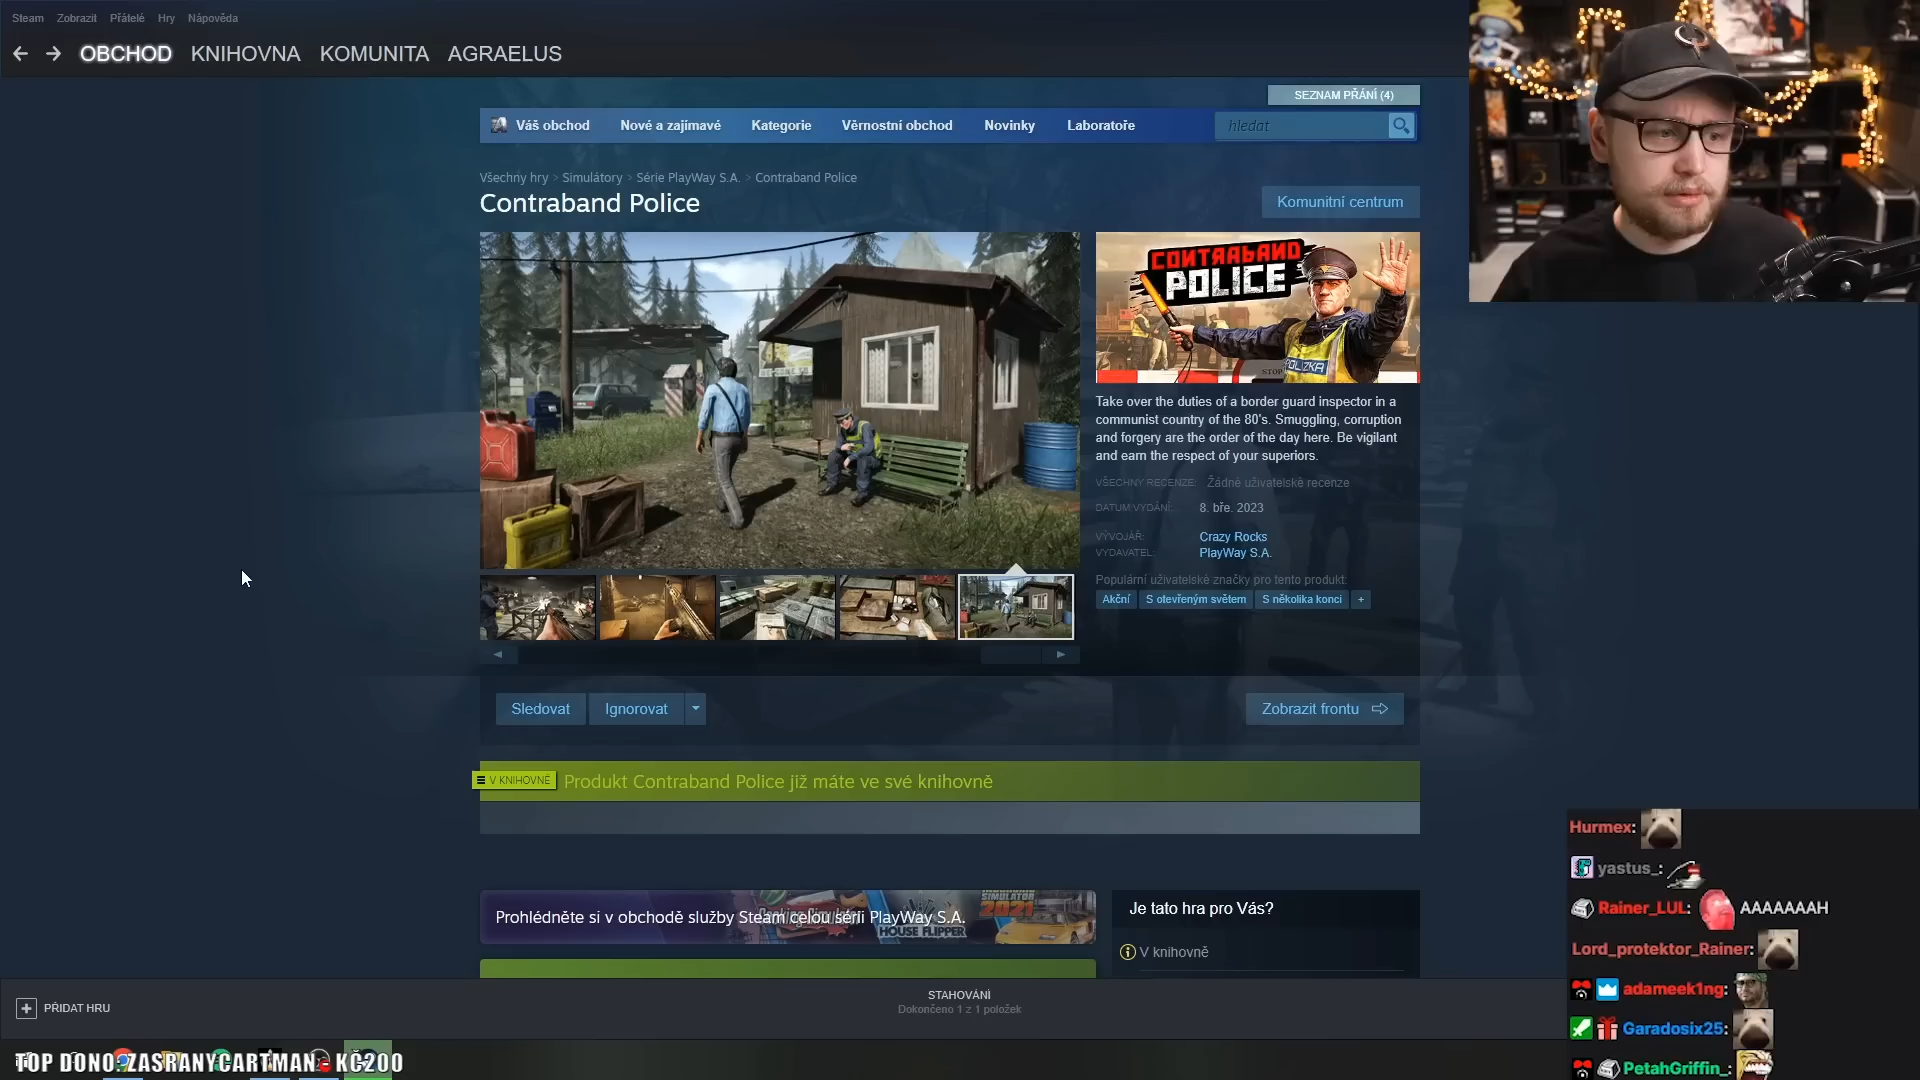 Steam Zobrazit Přátelé Hry Nápověda
OBCHOD KNIHOVNA KOMUNITA AGRAELUS
SEZNAM PŘÁNÍ (4)
Váš obchod Nové a zajímavé Kategorie Věrnostní obchod Novinky Laboratoře hledat
Všechny hry > Simulátory > Série PlayWay S.A. > Contraband Police
Contraband Police
Komunitní centrum
CONTRABAND
POLICE
POLIZKA
STOP
Take over the duties of a border guard inspector in a
communist country of the 80's. Smuggling, corruption
and forgery are the order of the day here. Be vigilant
and earn the respect of your superiors.
VŠECHNY RECENZE: Žádné uživatelské recenze
DATUM VYDÁNÍ: 8. bře. 2023
VÝVOJÁŘ: Crazy Rocks
VYDAVATEL: PlayWay S.A.
Populární uživatelské značky pro tento produkt:
Akční S otevřeným světem S několika konci +
Sledovat Ignorovat
Zobrazit frontu
V KNIHOVNĚ Produkt Contraband Police již máte ve své knihovně
Prohlédněte si v obchodě služby Steam celou sérii PlayWay S.A.
HOUSE FLIPPER
SIMULATOR
2021
Je tato hra pro Vás?
V knihovně
PŘIDAT HRU
STAHOVÁNÍ
Dokončeno 1 z 1 položek
TOP DONO: ZASRANYCARTMAN - KČ200
Hurmex:
yastus_:
Rainer_LUL: AAAAAAAH
Lord_protektor_Rainer:
adameek1ng:
Garadosix25:
PetahGriffin_: